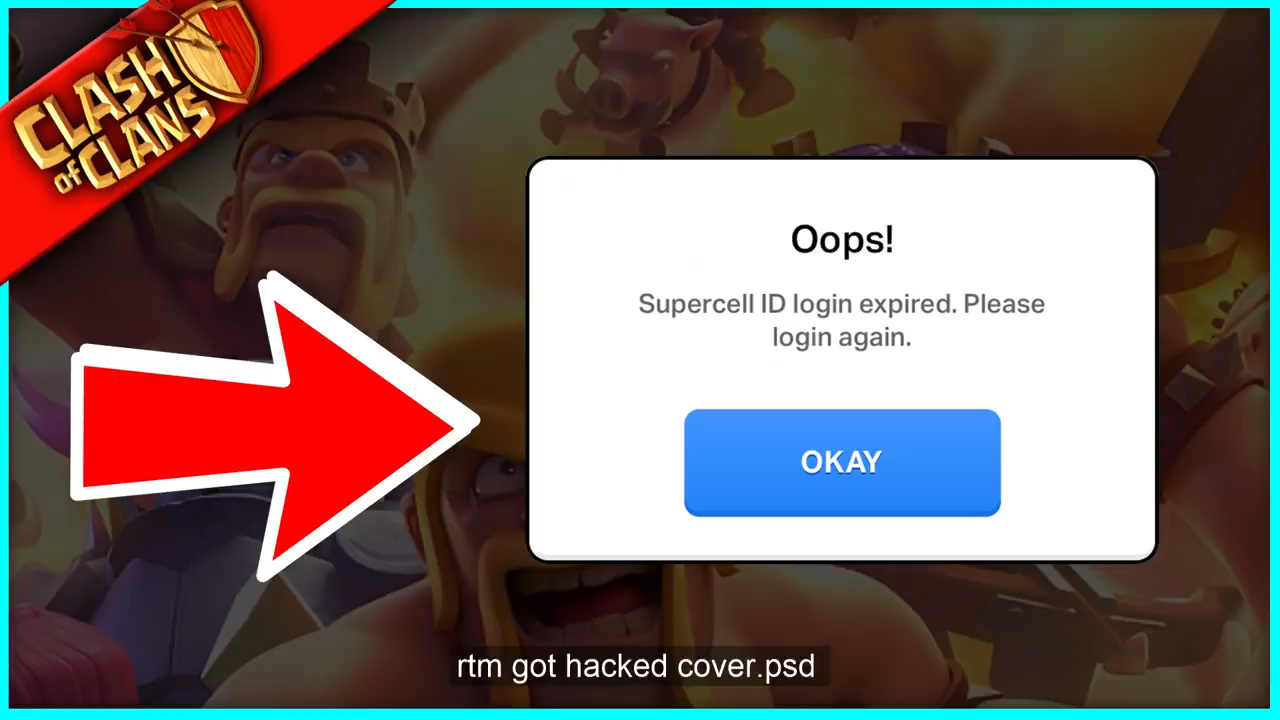 CLASH
of CLANS
Oops!
Supercell ID login expired. Please
login again.
OKAY
rtm got hacked cover.psd